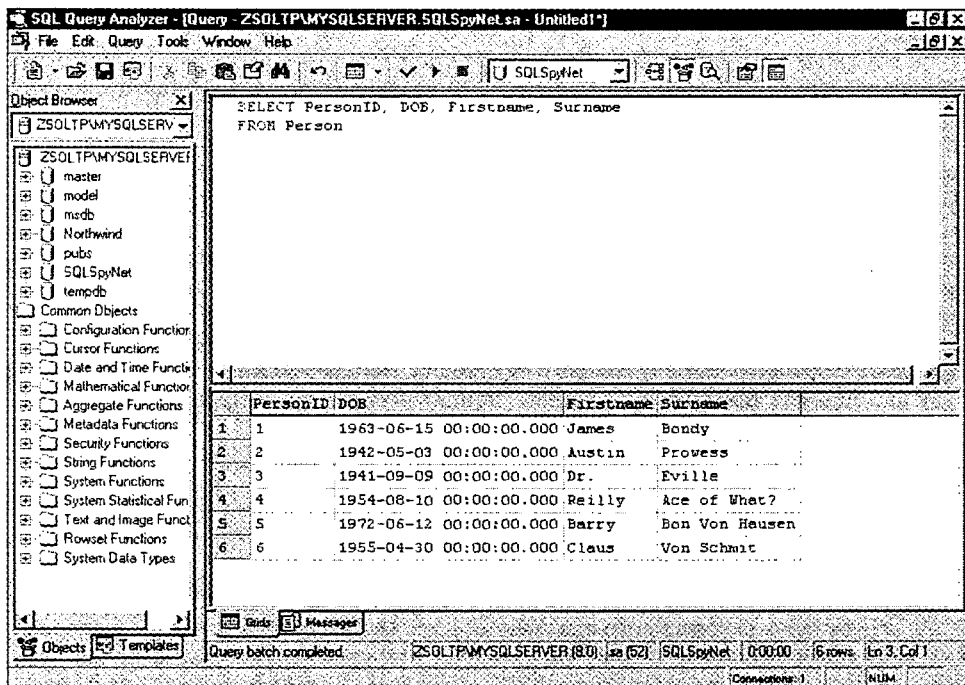 SQL Query Analyzer - [Query - ZSQLTP\MYSQLSERVER.SQLSpyNet.sa - Untitled1*]
File Edit Query Tools Window Help
SQLSpyNet
Object Browser
ZSQLTP\MYSQLSERV
ZSQLTP\MYSQLSERVER
master
model
msdb
Northwind
pubs
SQLSpyNet
tempdb
Common Objects
Configuration Function
Cursor Functions
Date and Time Functi
Mathematical Function
Aggregate Functions
Metadata Functions
Security Functions
String Functions
System Functions
System Statistical Fun
Text and Image Funct
Rowset Functions
System Data Types
Objects Templates
SELECT PersonID, DOB, Firstname, Surname
FROM Person
PersonID DOB Firstname Surname
1 1 1963-06-15 00:00:00.000 James Bondy
2 2 1942-05-03 00:00:00.000 Austin Prowess
3 3 1941-09-09 00:00:00.000 Dr. Eville
4 4 1954-08-10 00:00:00.000 Reilly Ace of What?
5 5 1972-06-12 00:00:00.000 Barry Bon Von Hausen
6 6 1955-04-30 00:00:00.000 Claus Von Schmit
Grids Messages
Query batch completed. ZSQLTP\MYSQLSERVER (8.0) sa (52) SQLSpyNet 0:00:00 6 rows Ln 3, Col 1
Connections: 1 NUM